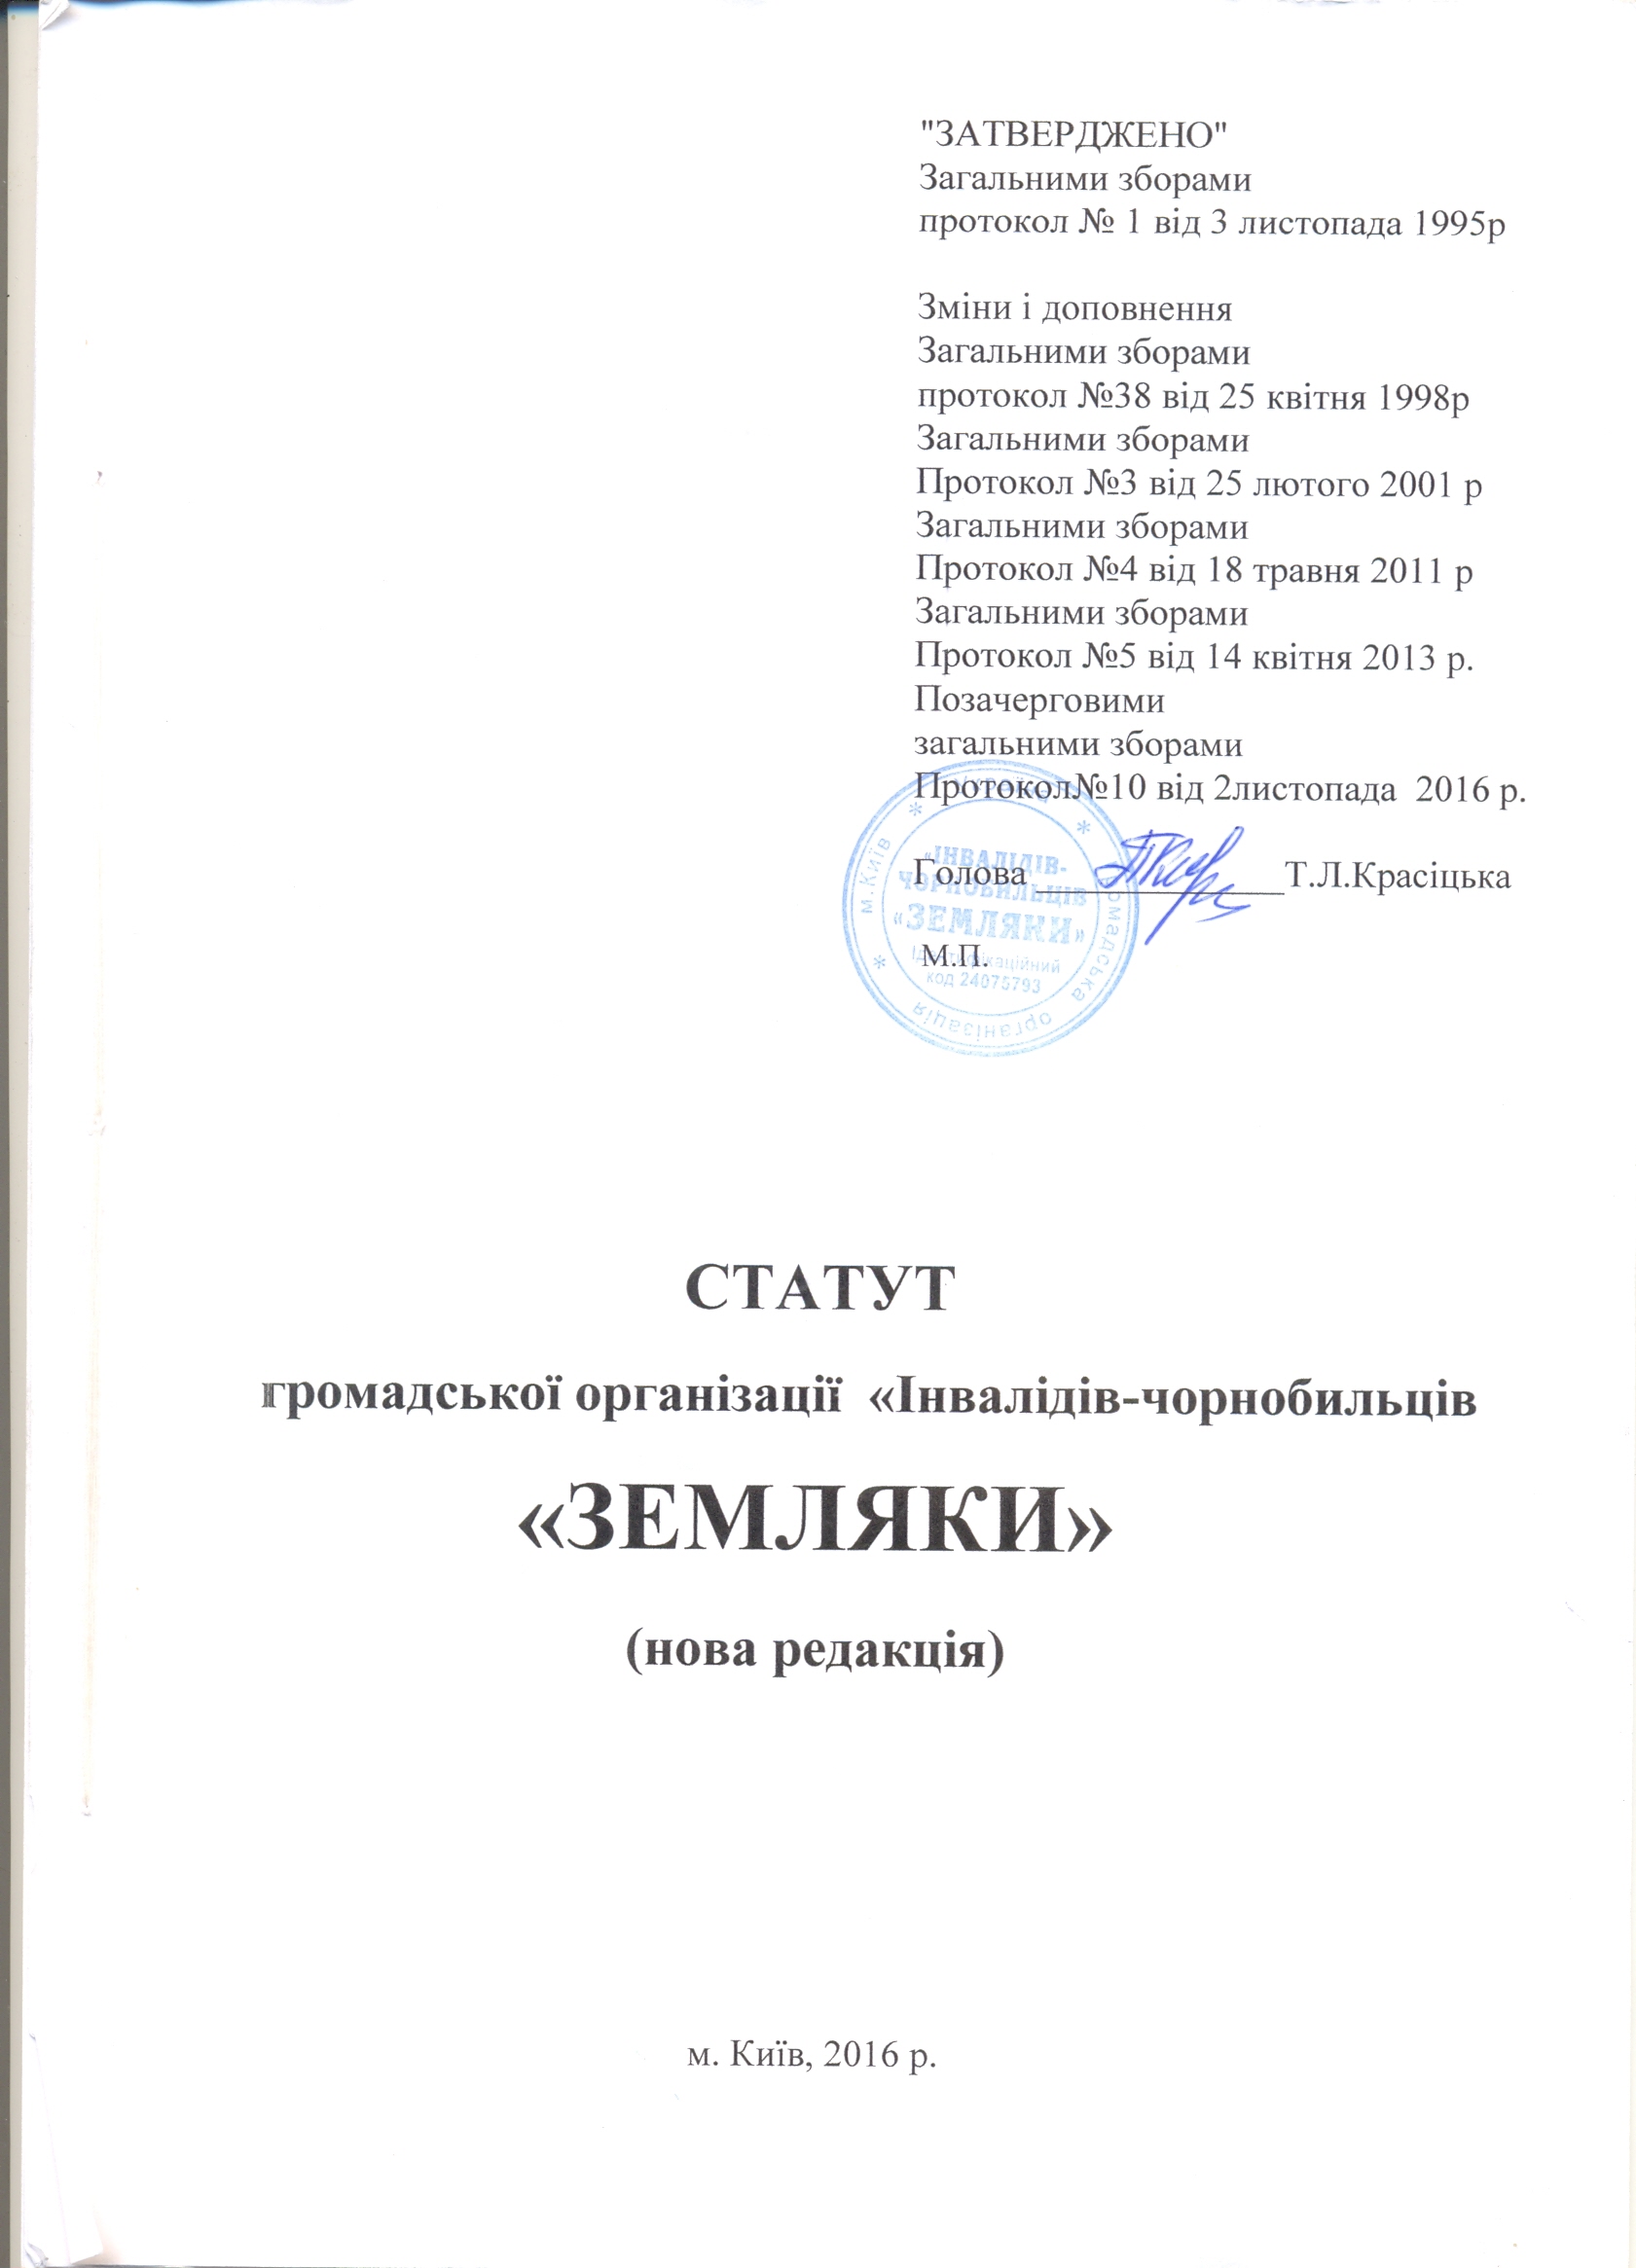 "ЗАТВЕРДЖЕНО"
Загальними зборами
протокол № 1 від 3 листопада 1995р
Зміни і доповнення
Загальними зборами
протокол №38 від 25 квітня 1998р
Загальними зборами
Протокол №3 від 25 лютого 2001 р
Загальними зборами
Протокол №4 від 18 травня 2011 р
Загальними зборами
Протокол №5 від 14 квітня 2013 р.
Позачерговими
загальними зборами
Протокол№10 від 2листопада 2016 р.
Голова _____________Т.Л.Красіцька
М.П.
м.Київ * Україна * громадська організація *
«ІНВАЛІДІВ-
ЧОРНОБИЛЬЦІВ
«ЗЕМЛЯКИ»
Ідентифікаційний
код 24075793
СТАТУТ
громадської організації «Інвалідів-чорнобильців
«ЗЕМЛЯКИ»
(нова редакція)
м. Київ, 2016 р.